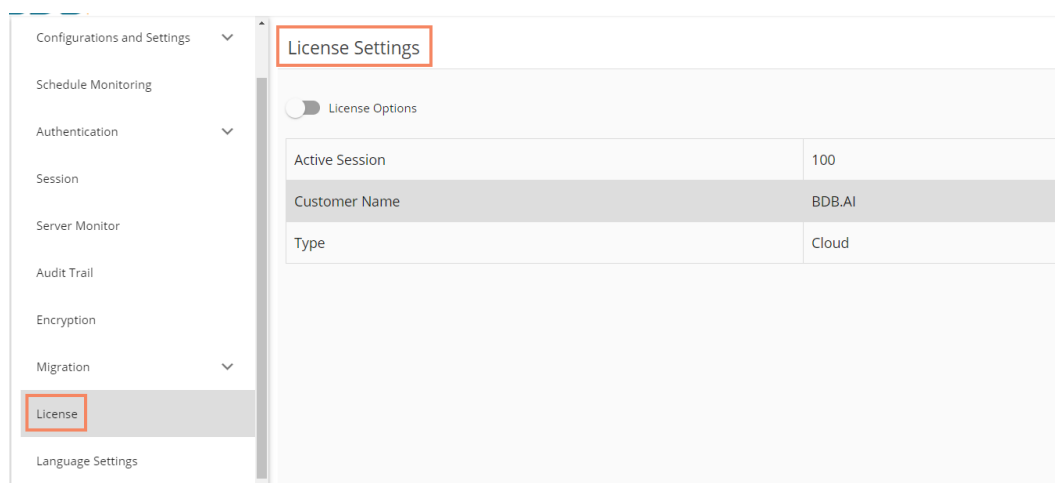 Configurations and Settings
Schedule Monitoring
Authentication
Session
Server Monitor
Audit Trail
Encryption
Migration
License
Language Settings
License Settings
License Options
Active Session 100
Customer Name BDB.AI
Type Cloud